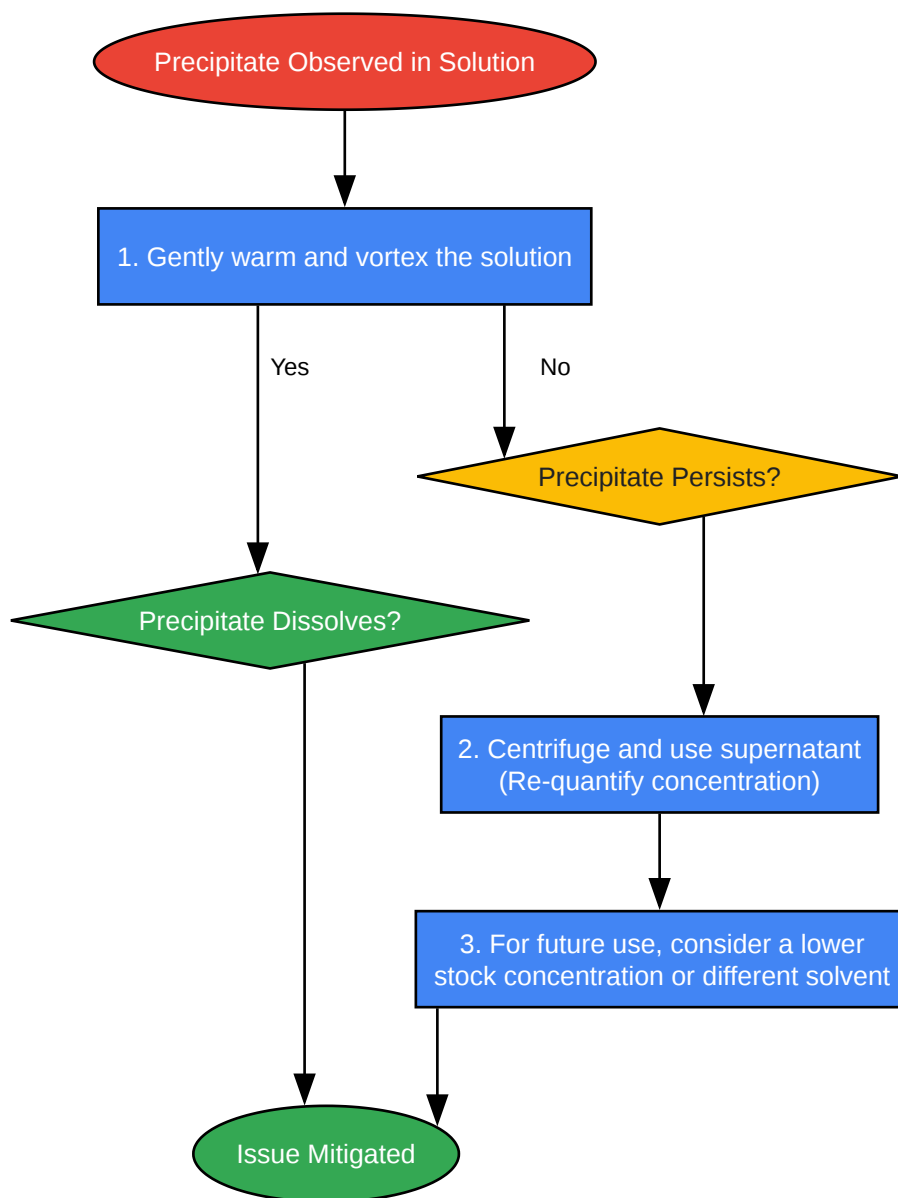 Precipitate Observed in Solution
1. Gently warm and vortex the solution
Yes
No
Precipitate Persists?
Precipitate Dissolves?
2. Centrifuge and use supernatant
(Re-quantify concentration)
3. For future use, consider a lower
stock concentration or different solvent
Issue Mitigated